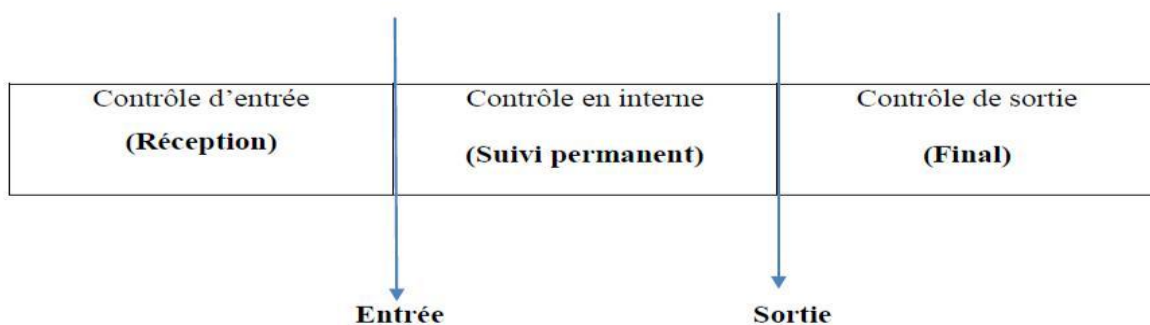 Contrôle d’entrée
(Réception)
Contrôle en interne
(Suivi permanent)
Contrôle de sortie
(Final)
Entrée
Sortie